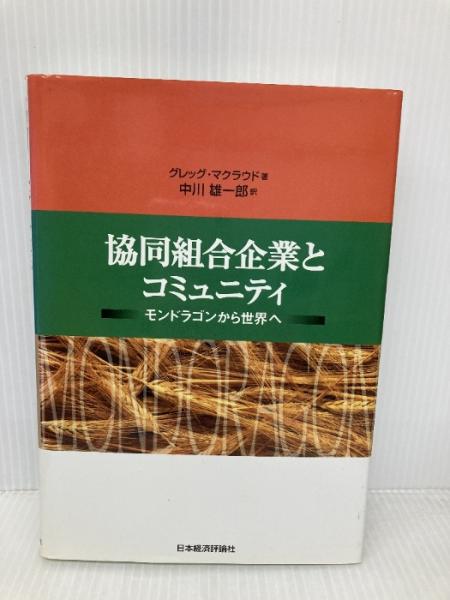 グレッグ・マクラウド著
中川 雄一郎訳
協同組合企業と
コミュニティ
モンドラゴンから世界へ
MONDORAGON
日本経済評論社